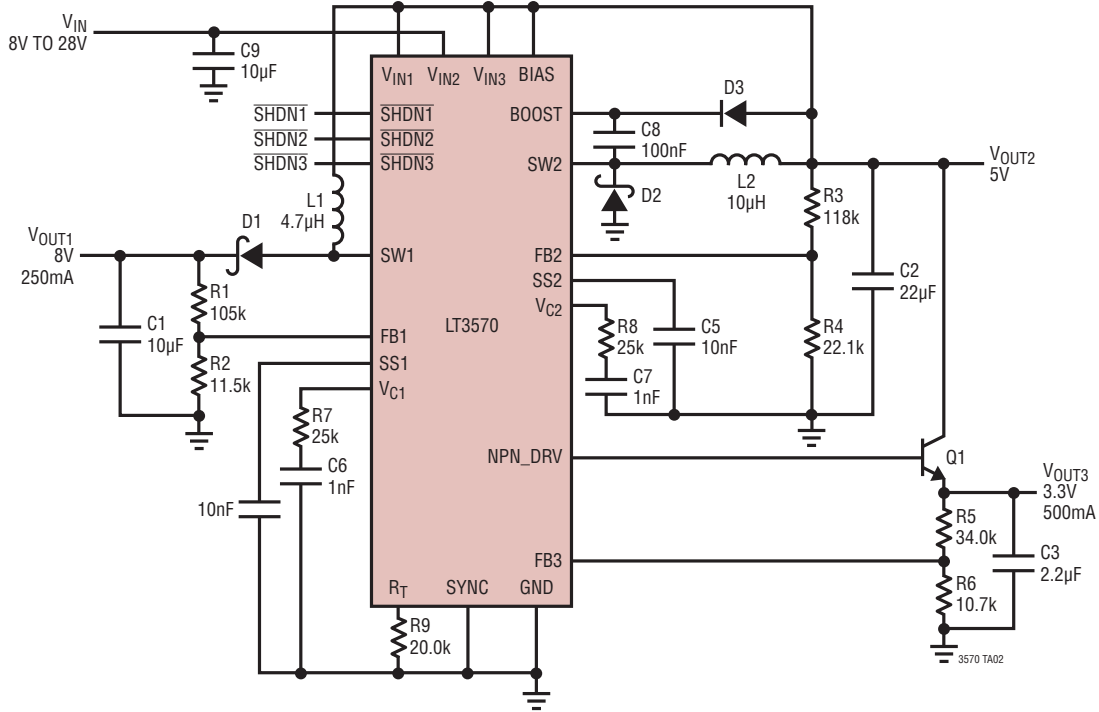 VIN
8V TO 28V
C9
10µF
VIN1 VIN2 VIN3 BIAS
SHDN1
SHDN2
SHDN3
SHDN1
SHDN2
SHDN3
BOOST
SW2
D3
C8
100nF
D2
L2
10µH
VOUT2
5V
L1
4.7µH
D1
VOUT1
8V
250mA
SW1
R3
118k
FB2
SS2
VC2
C2
22µF
R1
105k
C1
10µF
R2
11.5k
FB1
SS1
VC1
LT3570
R8
25k
C5
10nF
C7
1nF
R4
22.1k
R7
25k
C6
1nF
10nF
NPN_DRV
Q1
VOUT3
3.3V
500mA
R5
34.0k
C3
2.2µF
FB3
R6
10.7k
RT SYNC GND
R9
20.0k
3570 TA02